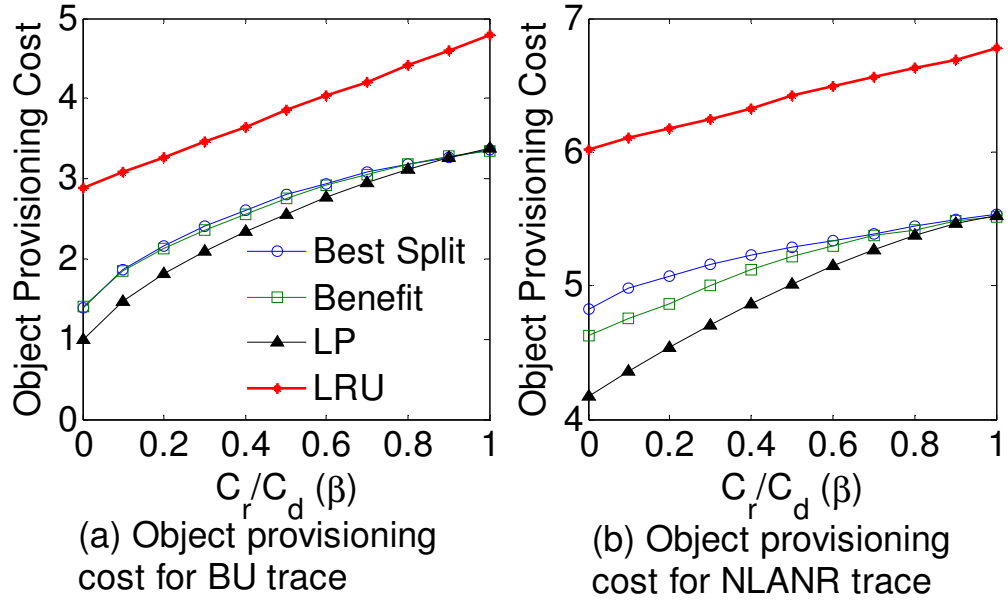 Object Provisioning Cost
5
4
3
2
1
0
Best Split
Benefit
LP
LRU
0 0.2 0.4 0.6 0.8 1
C_r/C_d (β)
(a) Object provisioning
cost for BU trace
Object Provisioning Cost
7
6
5
4
0 0.2 0.4 0.6 0.8 1
C_r/C_d (β)
(b) Object provisioning
cost for NLANR trace